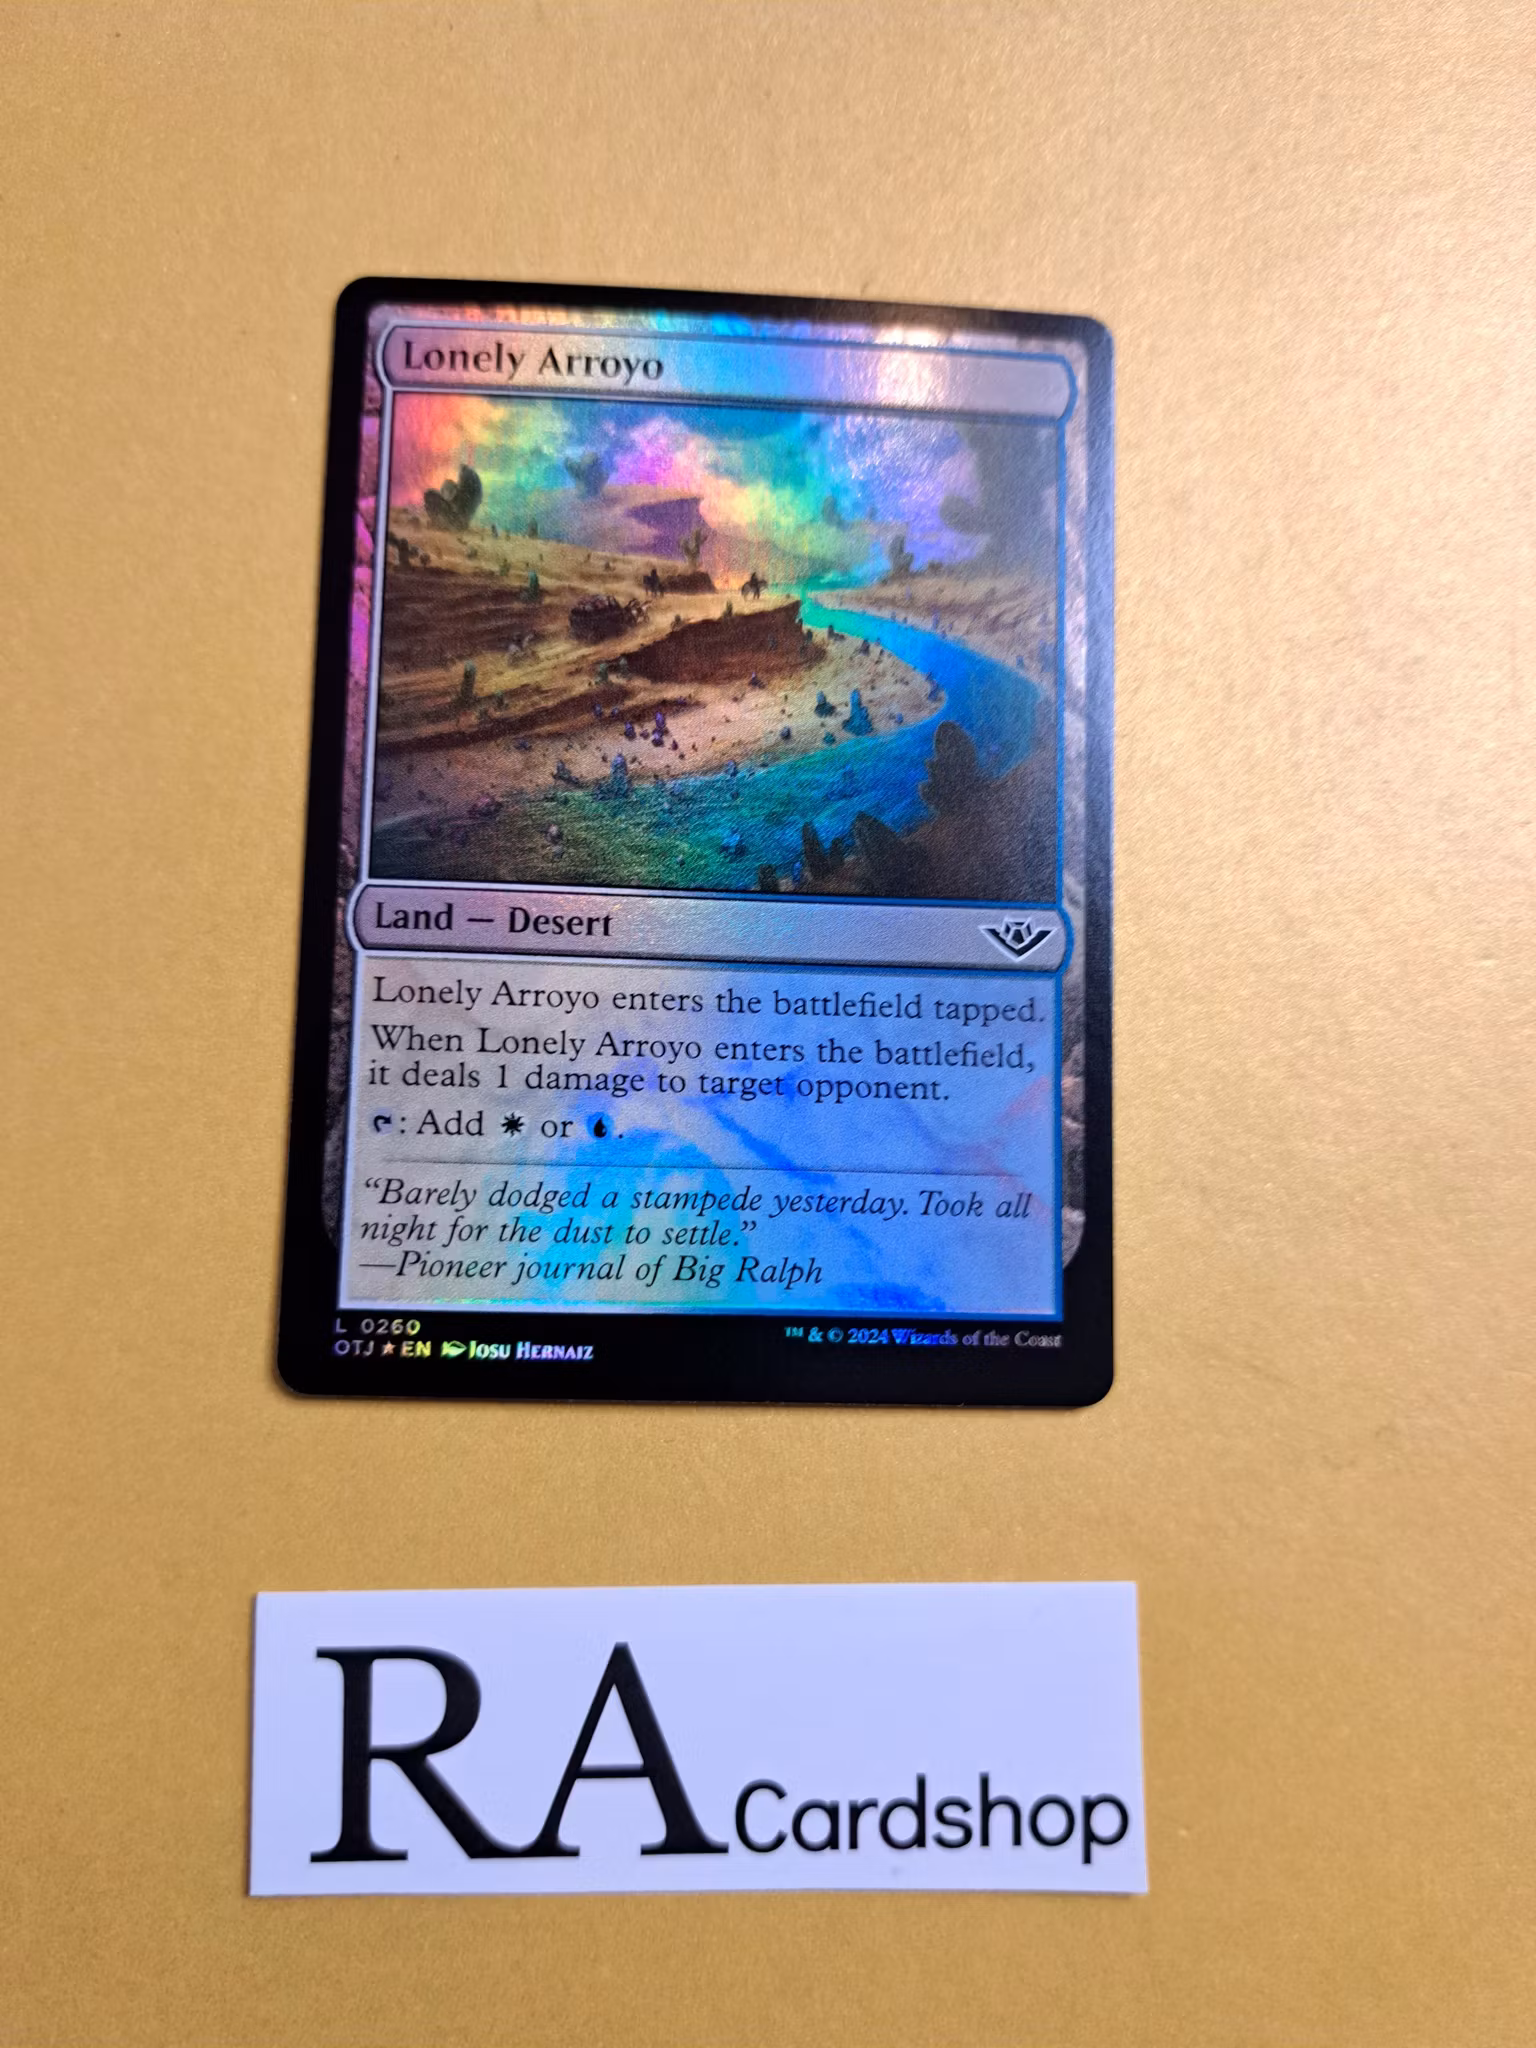 Lonely Arroyo
Land — Desert
Lonely Arroyo enters the battlefield tapped.
When Lonely Arroyo enters the battlefield,
it deals 1 damage to target opponent.
: Add or .
“Barely dodged a stampede yesterday. Took all
night for the dust to settle.”
—Pioneer journal of Big Ralph
L 0260
OTJ ★ EN Josu Hernaiz
™ & © 2024 Wizards of the Coast
RA Cardshop